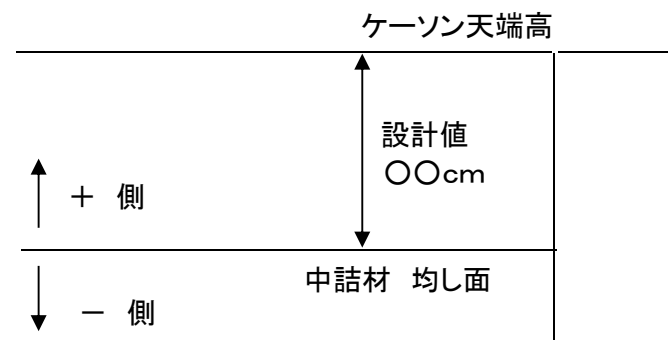 ケーソン天端高
設計値
〇〇cm
＋ 側
中詰材 均し面
－ 側